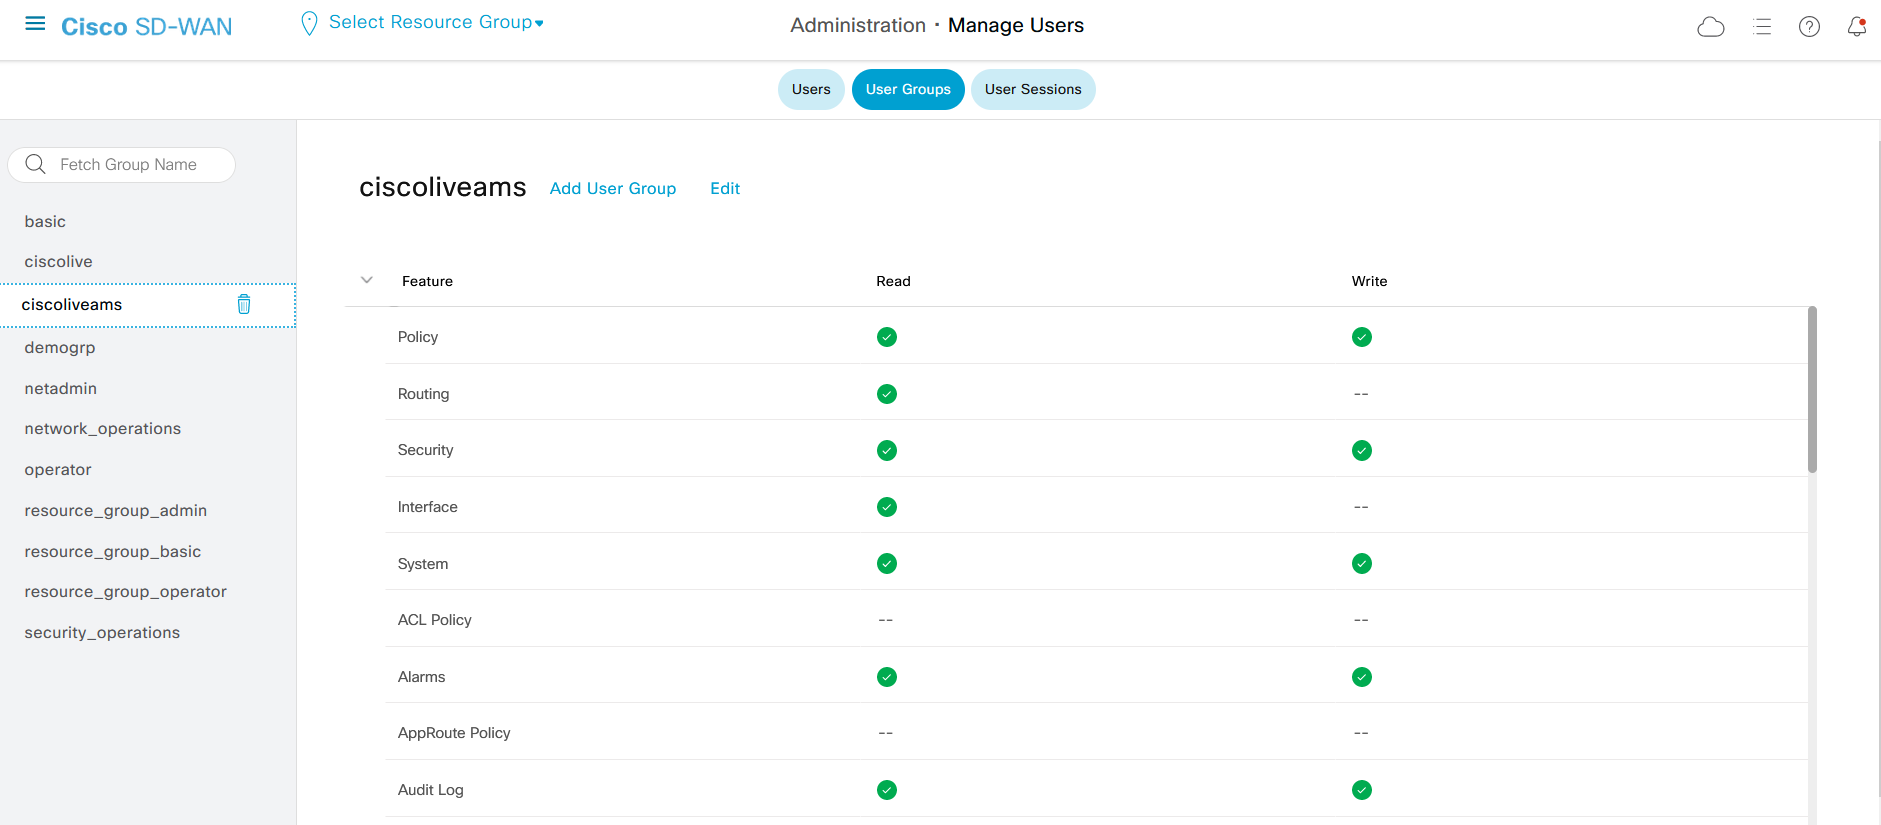 Cisco SD-WAN
Select Resource Group
Administration · Manage Users
Users
User Groups
User Sessions
Fetch Group Name
basic
ciscolive
ciscoliveams
demogrp
netadmin
network_operations
operator
resource_group_admin
resource_group_basic
resource_group_operator
security_operations
ciscoliveams Add User Group Edit
Feature Read Write
Policy
Routing --
Security
Interface --
System
ACL Policy -- --
Alarms
AppRoute Policy -- --
Audit Log